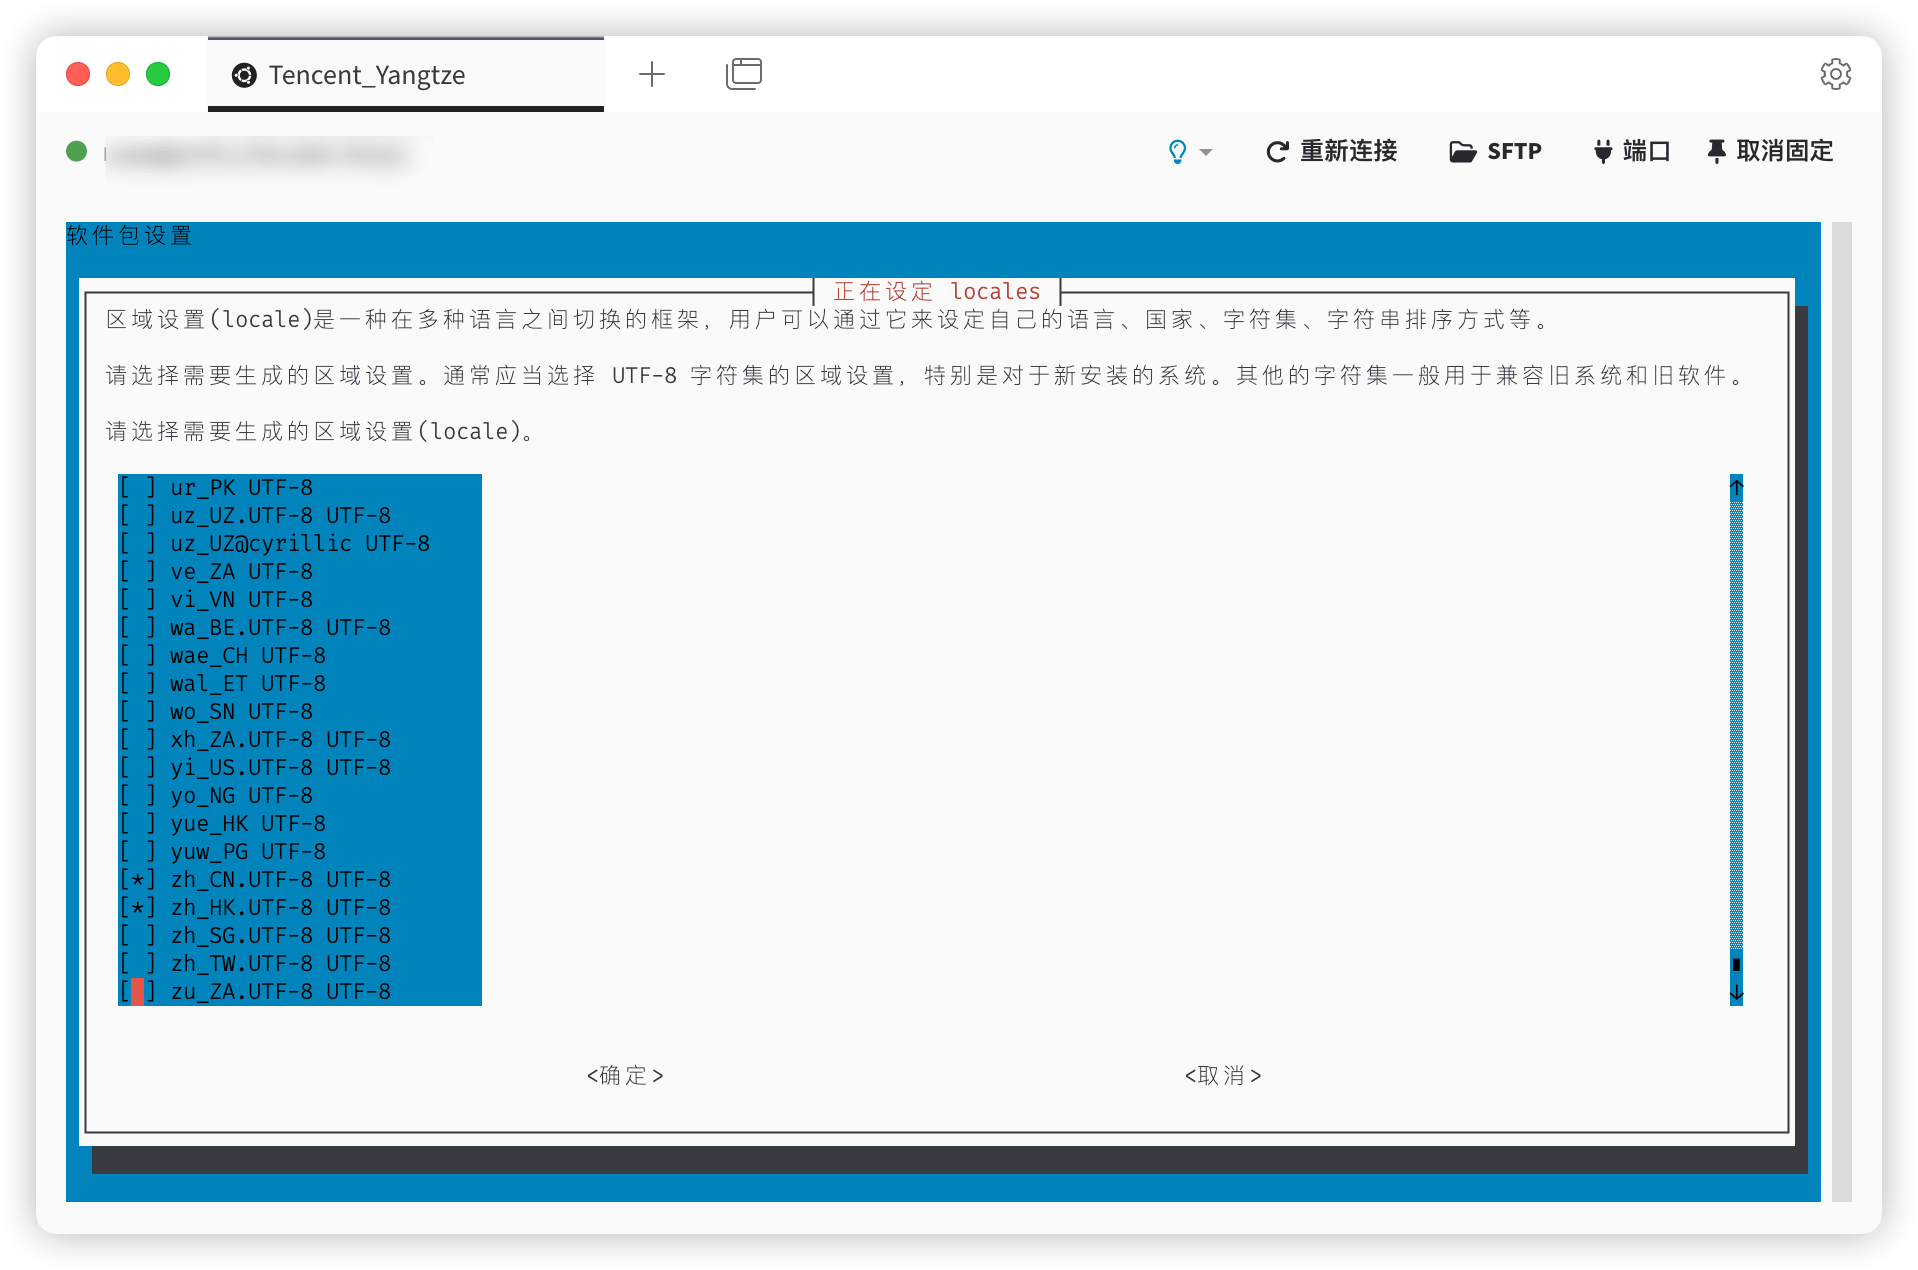 Tencent_Yangtze
重新连接
SFTP
端口
取消固定
软件包设置
正在设定 locales
区域设置(locale)是一种在多种语言之间切换的框架，用户可以通过它来设定自己的语言、国家、字符集、字符串排序方式等。
请选择需要生成的区域设置。通常应当选择 UTF-8 字符集的区域设置，特别是对于新安装的系统。其他的字符集一般用于兼容旧系统和旧软件。
请选择需要生成的区域设置(locale)。
[ ] ur_PK UTF-8
[ ] uz_UZ.UTF-8 UTF-8
[ ] uz_UZ@cyrillic UTF-8
[ ] ve_ZA UTF-8
[ ] vi_VN UTF-8
[ ] wa_BE.UTF-8 UTF-8
[ ] wae_CH UTF-8
[ ] wal_ET UTF-8
[ ] wo_SN UTF-8
[ ] xh_ZA.UTF-8 UTF-8
[ ] yi_US.UTF-8 UTF-8
[ ] yo_NG UTF-8
[ ] yue_HK UTF-8
[ ] yuw_PG UTF-8
[*] zh_CN.UTF-8 UTF-8
[*] zh_HK.UTF-8 UTF-8
[ ] zh_SG.UTF-8 UTF-8
[ ] zh_TW.UTF-8 UTF-8
[ ] zu_ZA.UTF-8 UTF-8
<确定>
<取消>